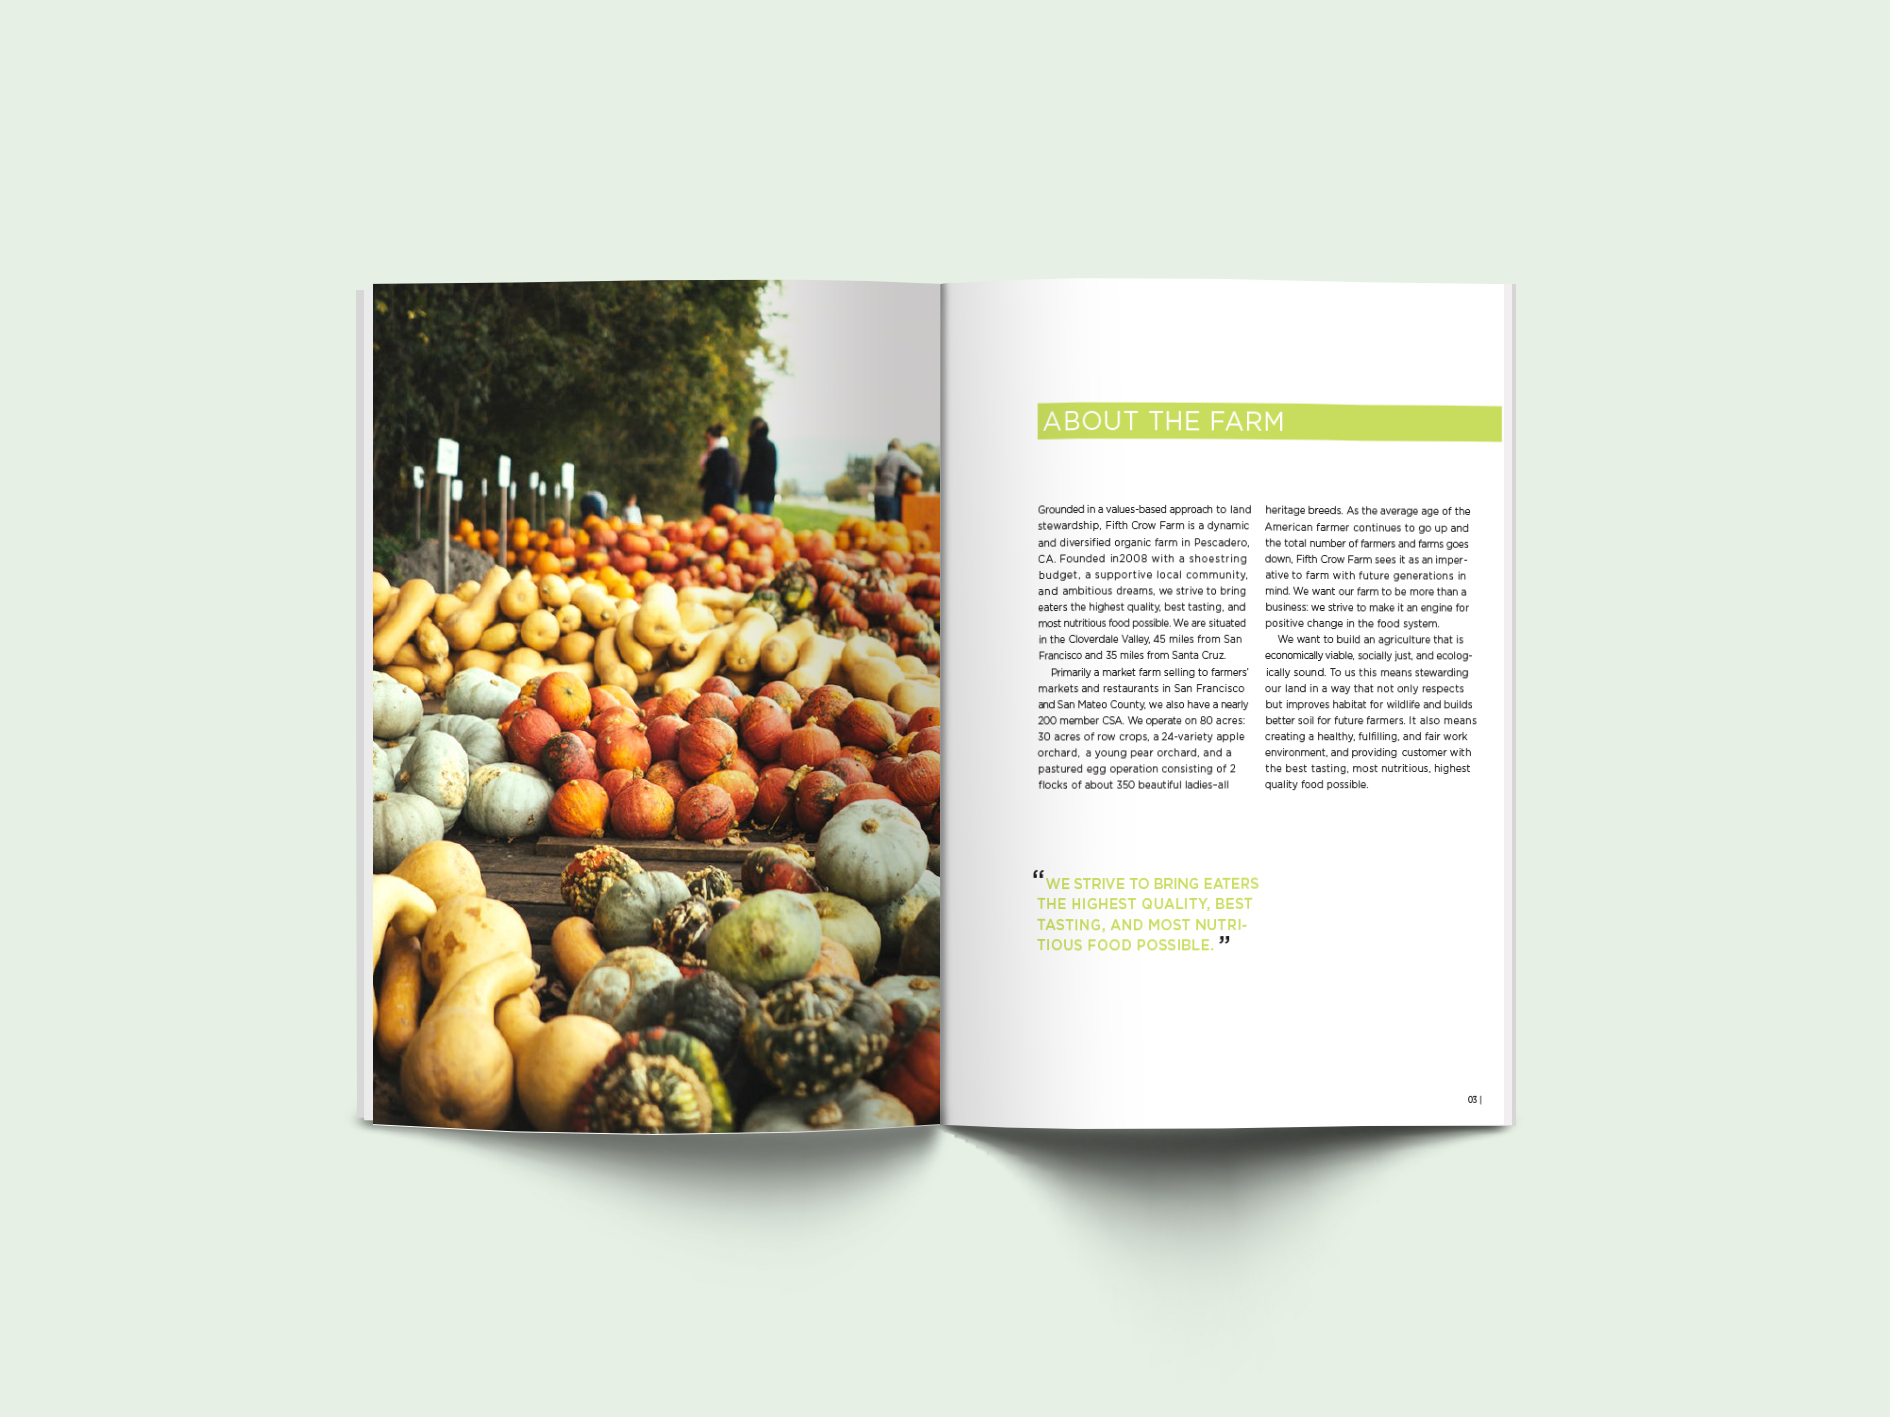 ABOUT THE FARM
Grounded in a values-based approach to land
stewardship, Fifth Crow Farm is a dynamic
and diversified organic farm in Pescadero,
CA. Founded in2008 with a shoestring
budget, a supportive local community,
and ambitious dreams, we strive to bring
eaters the highest quality, best tasting, and
most nutritious food possible. We are situated
in the Cloverdale Valley, 45 miles from San
Francisco and 35 miles from Santa Cruz.
Primarily a market farm selling to farmers'
markets and restaurants in San Francisco
and San Mateo County, we also have a nearly
200 member CSA. We operate on 80 acres:
30 acres of row crops, a 24-variety apple
orchard, a young pear orchard, and a
pastured egg operation consisting of 2
flocks of about 350 beautiful ladies–all
heritage breeds. As the average age of the
American farmer continues to go up and
the total number of farmers and farms goes
down, Fifth Crow Farm sees it as an imper-
ative to farm with future generations in
mind. We want our farm to be more than a
business: we strive to make it an engine for
positive change in the food system.
We want to build an agriculture that is
economically viable, socially just, and ecolog-
ically sound. To us this means stewarding
our land in a way that not only respects
but improves habitat for wildlife and builds
better soil for future farmers. It also means
creating a healthy, fulfilling, and fair work
environment, and providing customer with
the best tasting, most nutritious, highest
quality food possible.
“WE STRIVE TO BRING EATERS
THE HIGHEST QUALITY, BEST
TASTING, AND MOST NUTRI-
TIOUS FOOD POSSIBLE.”
03 |